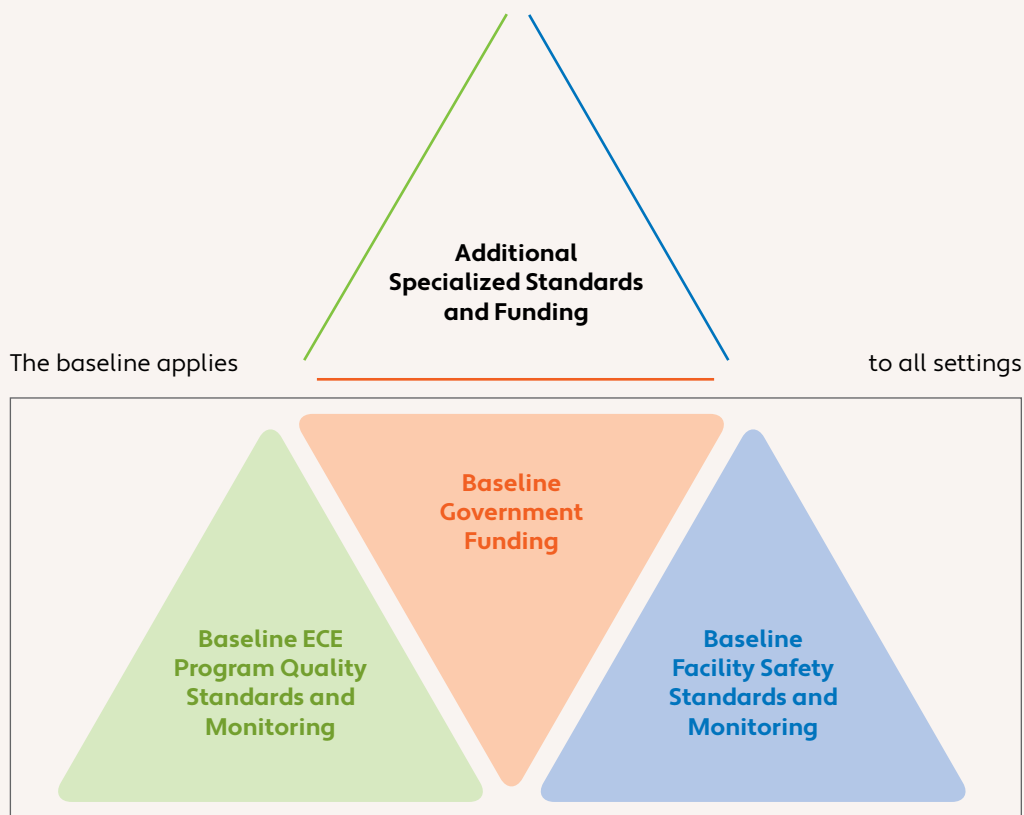 Additional
Specialized Standards
and Funding
The baseline applies
to all settings
Baseline
Government
Funding
Baseline ECE
Program Quality
Standards and
Monitoring
Baseline
Facility Safety
Standards and
Monitoring